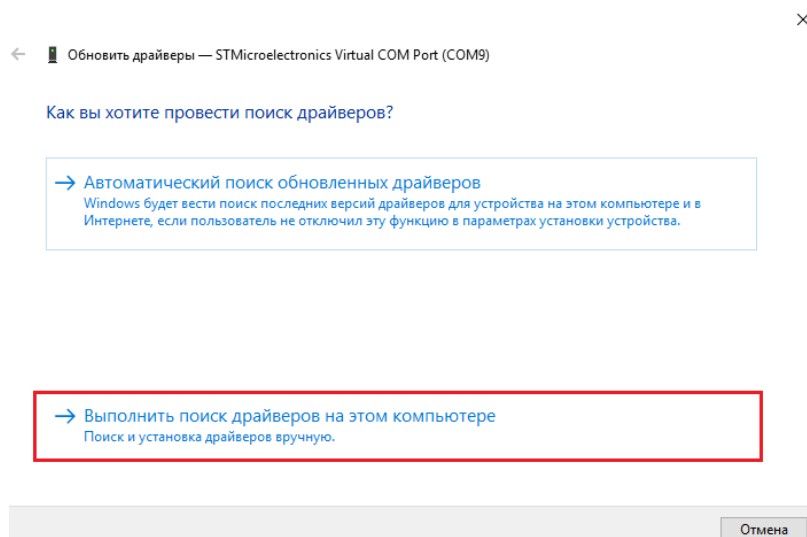 Обновить драйверы — STMicroelectronics Virtual COM Port (COM9)
Как вы хотите провести поиск драйверов?
Автоматический поиск обновленных драйверов
Windows будет вести поиск последних версий драйверов для устройства на этом компьютере и в
Интернете, если пользователь не отключил эту функцию в параметрах установки устройства.
Выполнить поиск драйверов на этом компьютере
Поиск и установка драйверов вручную.
Отмена